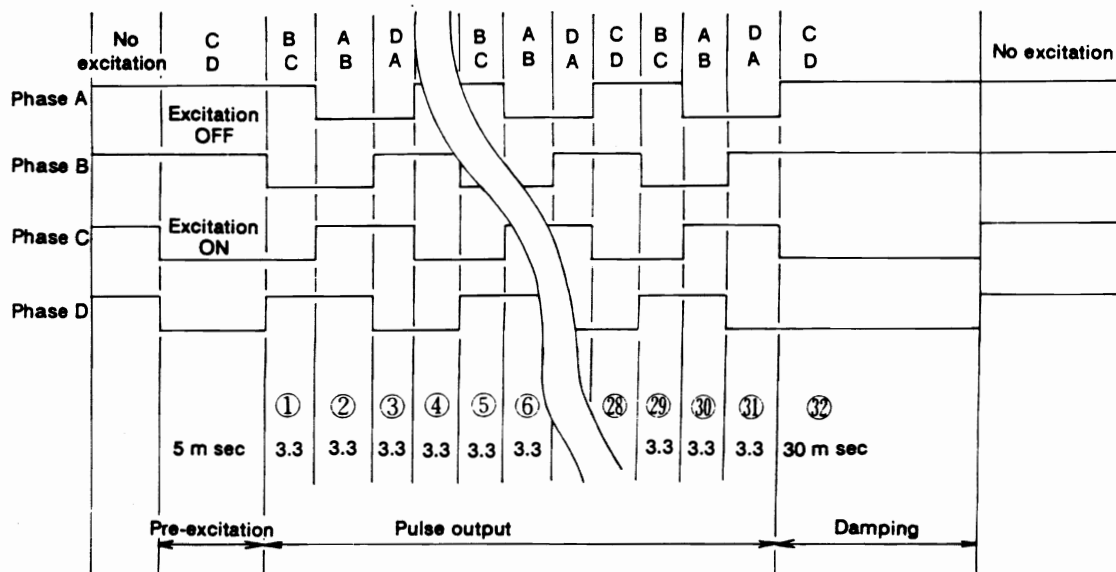 No excitation
C D
B C
A B
D A
B C
A B
D A
C D
B C
A B
D A
C D
No excitation
Phase A
Excitation OFF
Phase B
Phase C
Excitation ON
Phase D
① ② ③ ④ ⑤ ⑥ ㉘ ㉙ ㉚ ㉛ ㉜
5 m sec 3.3 3.3 3.3 3.3 3.3 3.3 3.3 3.3 3.3 30 m sec
Pre-excitation Pulse output Damping